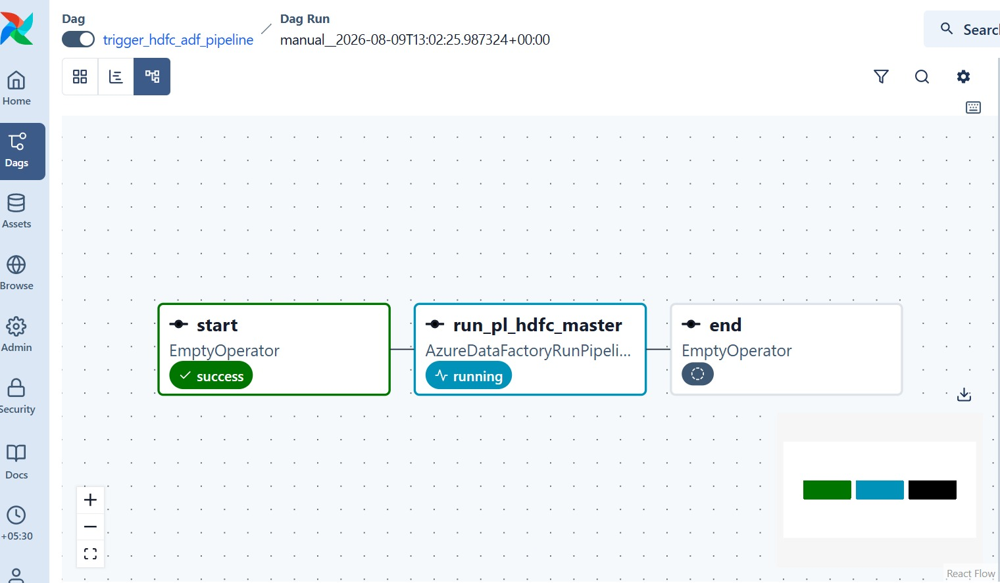 Dag
trigger_hdfc_adf_pipeline
Dag Run
manual__2026-08-09T13:02:25.987324+00:00
Searc
Home
Dags
Assets
Browse
Admin
Security
Docs
+05:30
start
EmptyOperator
success
run_pl_hdfc_master
AzureDataFactoryRunPipeli...
running
end
EmptyOperator
React Flow